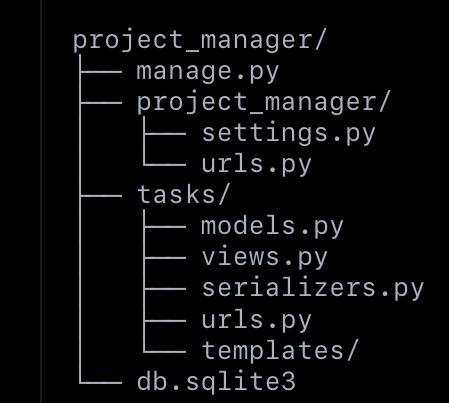 project_manager/
├── manage.py
├── project_manager/
│   ├── settings.py
│   └── urls.py
├── tasks/
│   ├── models.py
│   ├── views.py
│   ├── serializers.py
│   ├── urls.py
│   └── templates/
└── db.sqlite3